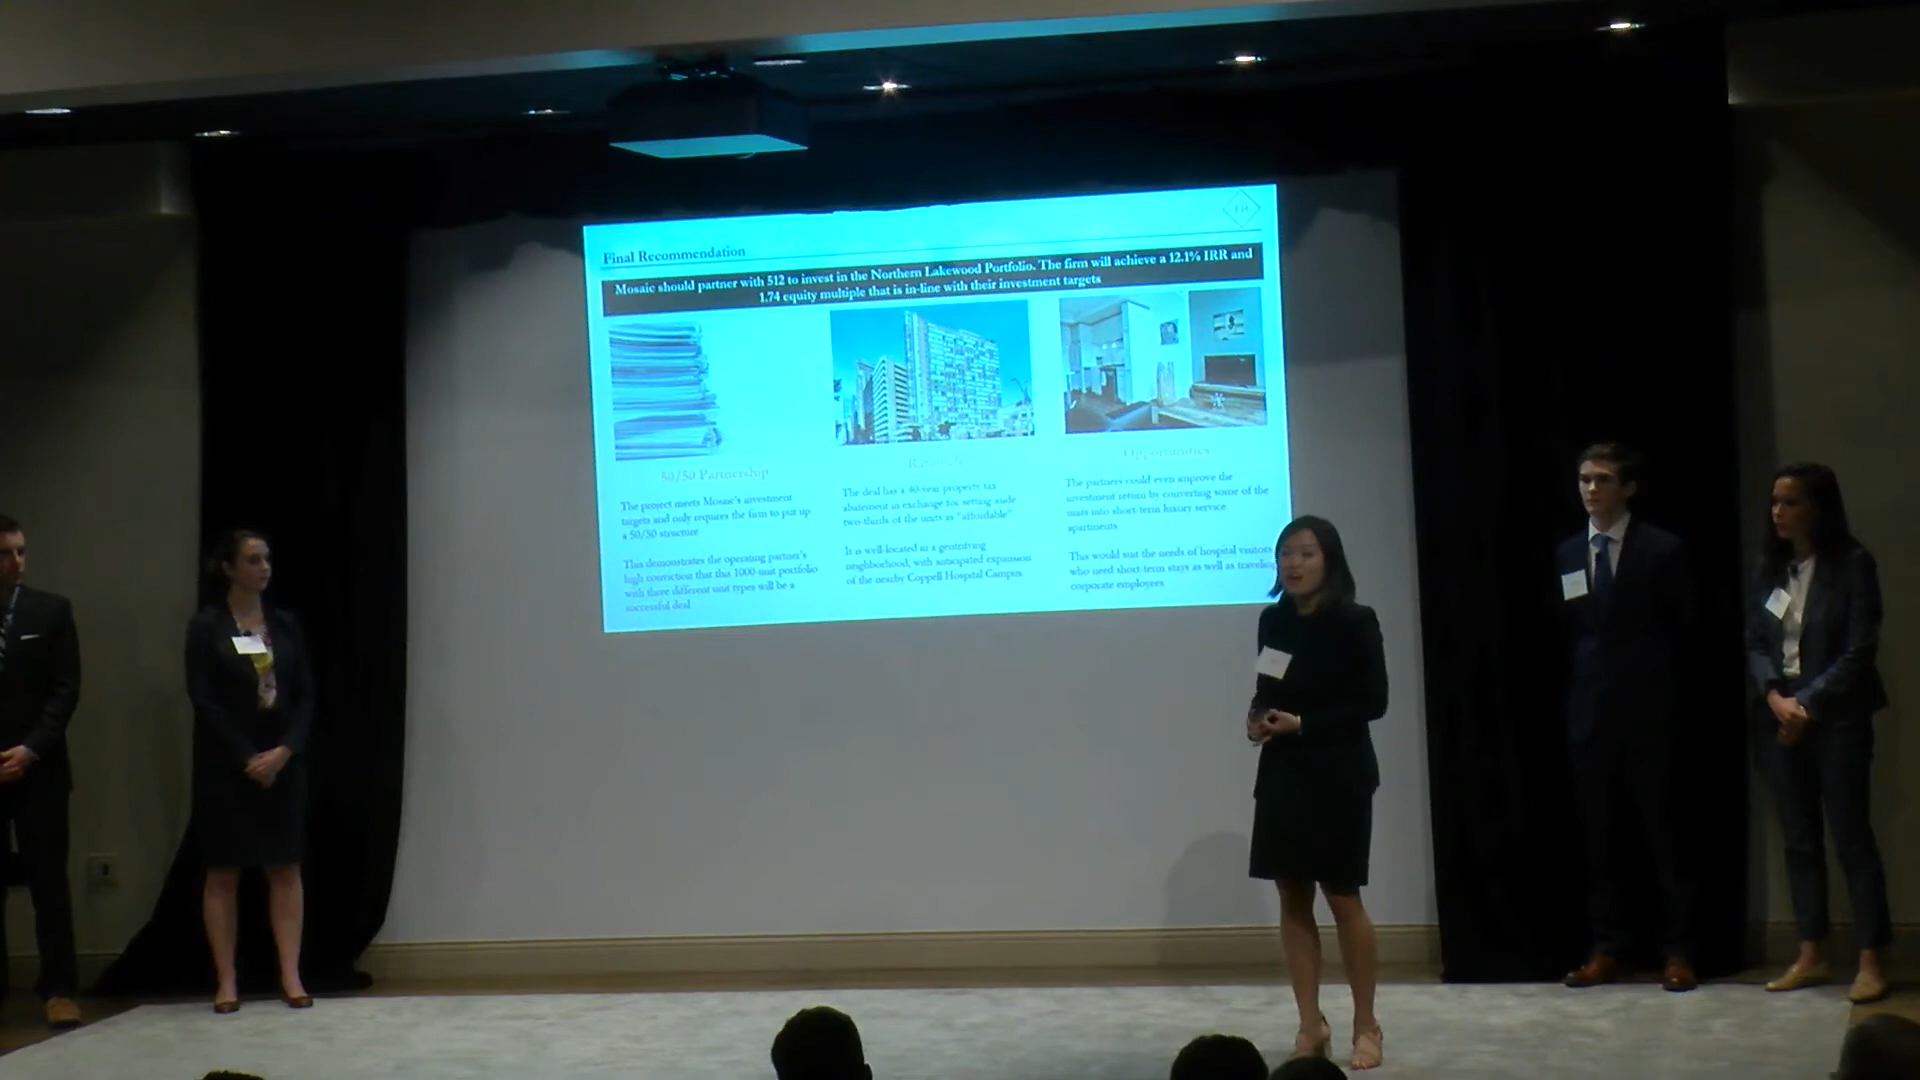 FH
Final Recommendation
Mosaic should partner with 512 to invest in the Northern Lakewood Portfolio. The firm will achieve a 12.1% IRR and
1.74 equity multiple that is in-line with their investment targets
50/50 Partnership
The project meets Mosaic's investment
targets and only requires the firm to put up
a 50/50 structure
This demonstrates the operating partner's
high conviction that this 1000-unit portfolio
with three different unit types will be a
successful deal
Rationale
The deal has a 40-year property tax
abatement in exchange for setting aside
two-thirds of the units as "affordable"
It is well-located in a gentrifying
neighborhood, with anticipated expansion
of the nearby Coppell Hospital Campus
Opportunities
The partners could even improve the
investment return by converting some of the
units into short-term luxury service
apartments
This would suit the needs of hospital visitors
who need short-term stays as well as traveling
corporate employees